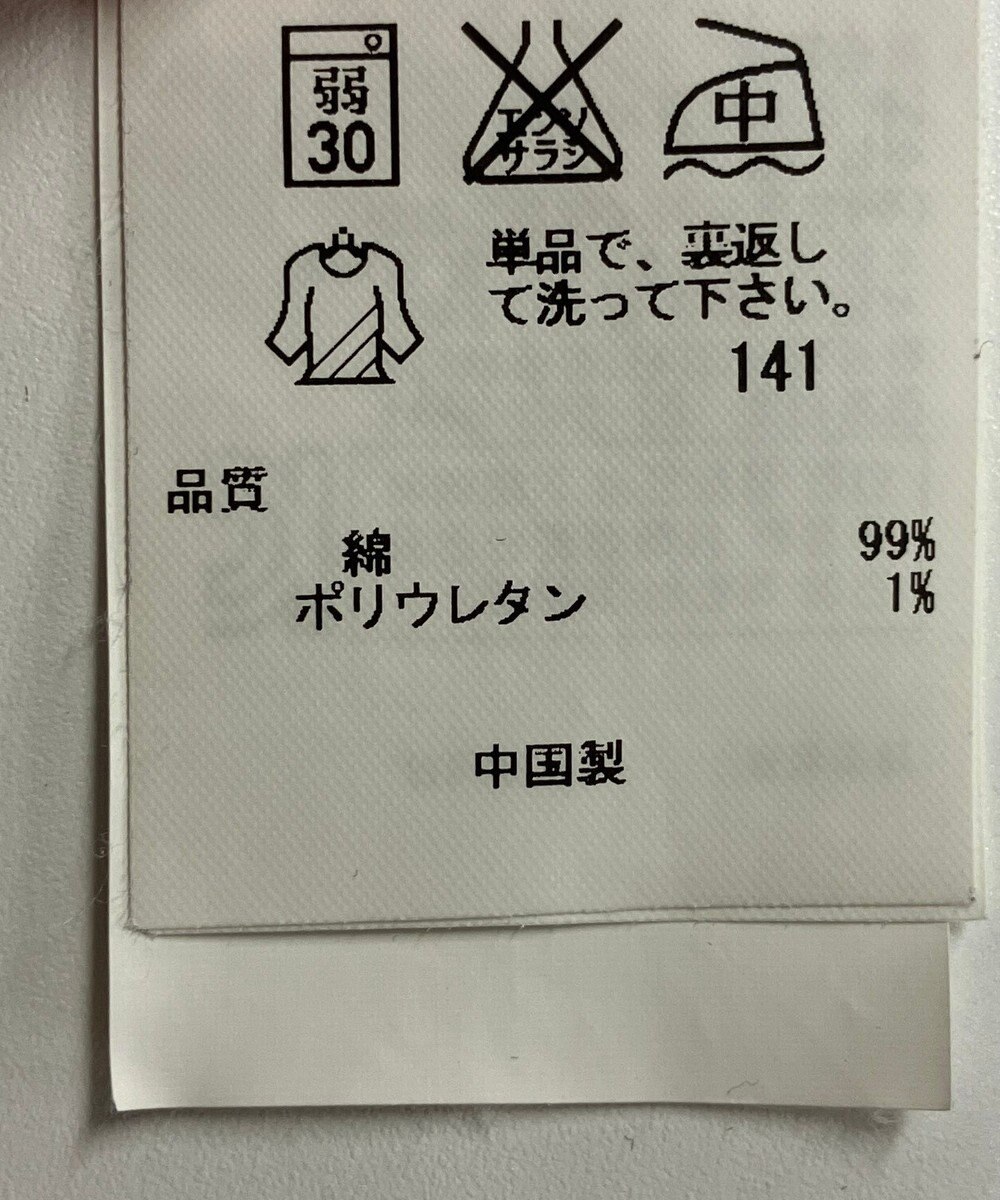 弱
30
エンソ
サラシ
中
単品で、裏返し
て洗って下さい。
141
品質
綿 99%
ポリウレタン 1%
中国製